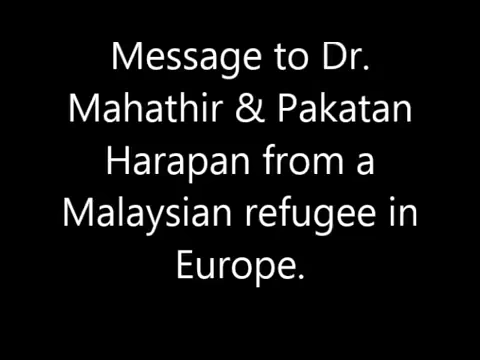 Message to Dr.
Mahathir & Pakatan
Harapan from a
Malaysian refugee in
Europe.